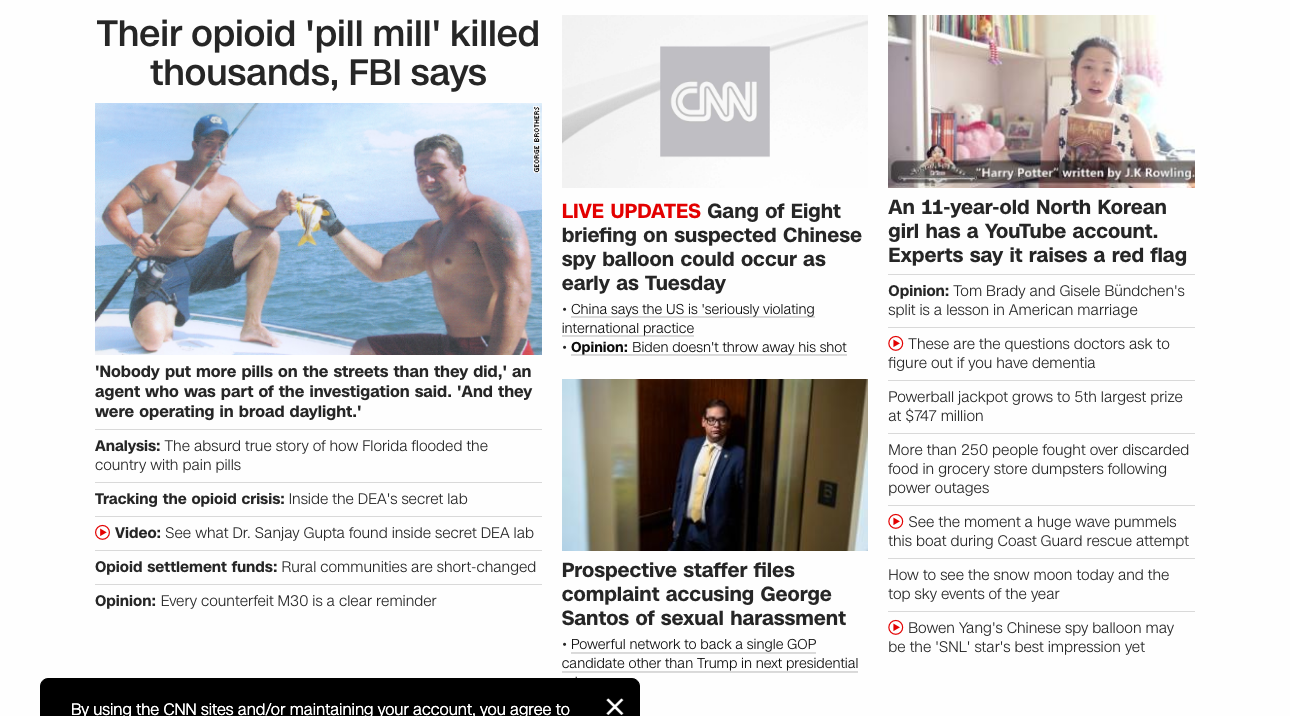 Their opioid 'pill mill' killed
thousands, FBI says
GEORGE BROTHERS
'Nobody put more pills on the streets than they did,' an
agent who was part of the investigation said. 'And they
were operating in broad daylight.'
Analysis: The absurd true story of how Florida flooded the
country with pain pills
Tracking the opioid crisis: Inside the DEA's secret lab
Video: See what Dr. Sanjay Gupta found inside secret DEA lab
Opioid settlement funds: Rural communities are short-changed
Opinion: Every counterfeit M30 is a clear reminder
CNN
LIVE UPDATES Gang of Eight
briefing on suspected Chinese
spy balloon could occur as
early as Tuesday
• China says the US is 'seriously violating
international practice
• Opinion: Biden doesn't throw away his shot
Prospective staffer files
complaint accusing George
Santos of sexual harassment
• Powerful network to back a single GOP
candidate other than Trump in next presidential
"Harry Potter" written by J.K Rowling.
An 11-year-old North Korean
girl has a YouTube account.
Experts say it raises a red flag
Opinion: Tom Brady and Gisele Bündchen's
split is a lesson in American marriage
These are the questions doctors ask to
figure out if you have dementia
Powerball jackpot grows to 5th largest prize
at $747 million
More than 250 people fought over discarded
food in grocery store dumpsters following
power outages
See the moment a huge wave pummels
this boat during Coast Guard rescue attempt
How to see the snow moon today and the
top sky events of the year
Bowen Yang's Chinese spy balloon may
be the 'SNL' star's best impression yet
By using the CNN sites and/or maintaining your account, you agree to